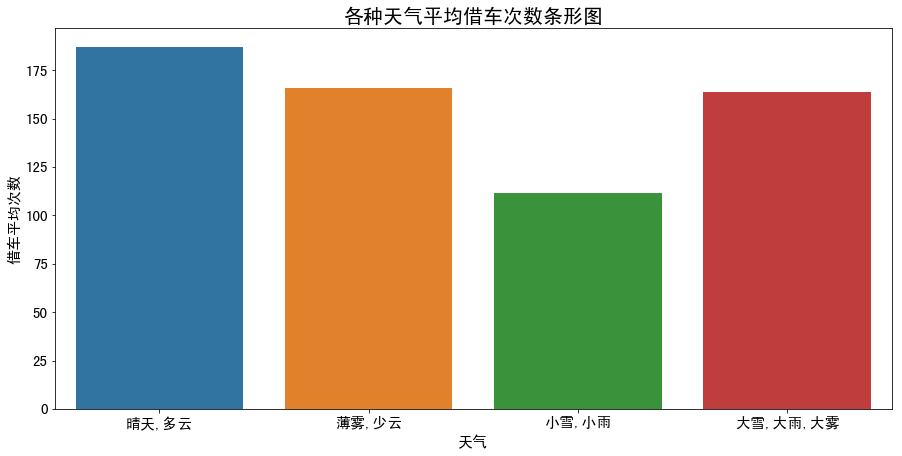 各种天气平均借车次数条形图
借车平均次数
175
150
125
100
75
50
25
0
晴天,多云
薄雾,少云
小雪,小雨
大雪,大雨,大雾
天气